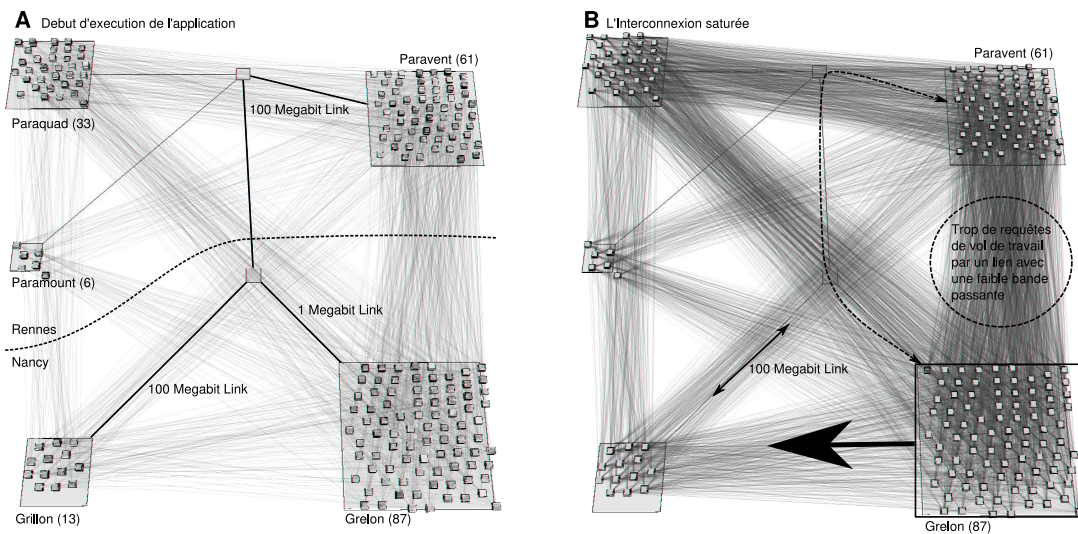 A Debut d'execution de l'application
Paravent (61)
100 Megabit Link
Paraquad (33)
Paramount (6)
1 Megabit Link
Rennes
Nancy
100 Megabit Link
Grillon (13)
Grelon (87)
B L'Interconnexion saturée
Paravent (61)
Trop de requêtes
de vol de travail
par un lien avec
une faible bande
passante
100 Megabit Link
Grelon (87)